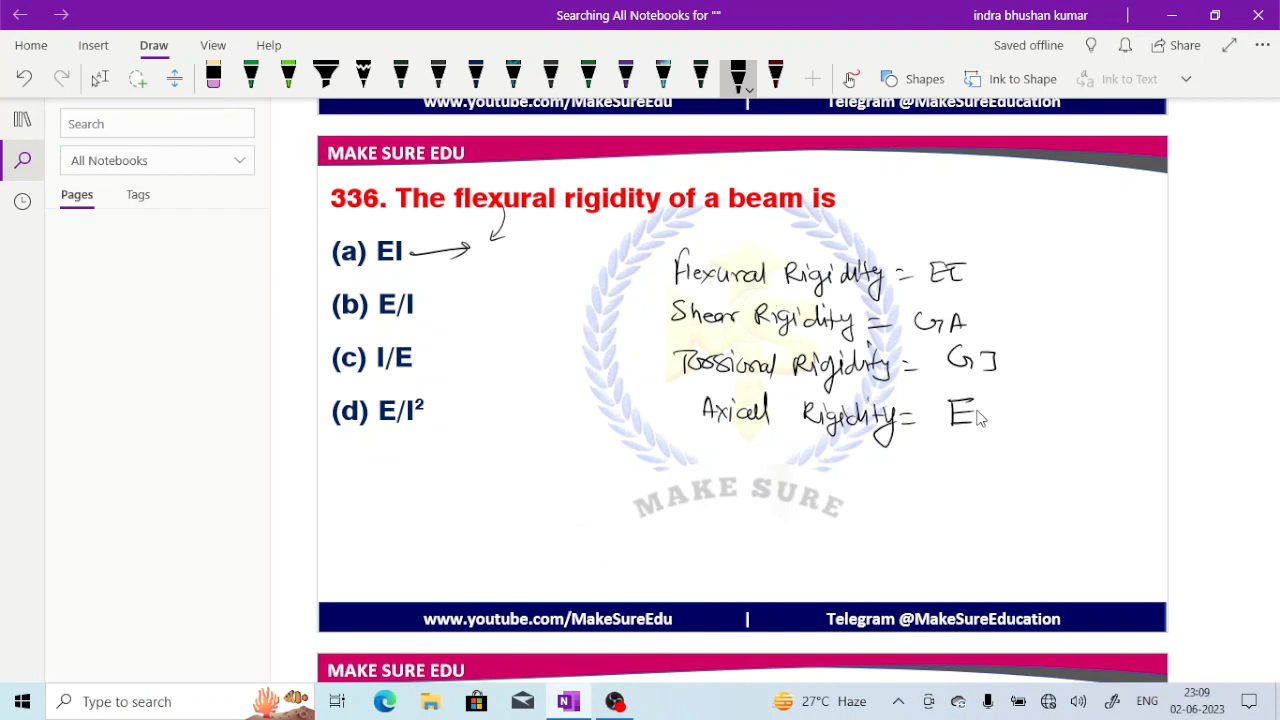 Searching All Notebooks for ""
indra bhushan kumar
Home Insert Draw View Help
Saved offline
Share
Shapes
Ink to Shape
Ink to Text
www.youtube.com/MakeSureEdu | Telegram @MakeSureEducation
Search
All Notebooks
Pages Tags
MAKE SURE EDU
336. The flexural rigidity of a beam is
(a) EI
(b) E/I
(c) I/E
(d) E/I²
Flexural Rigidity = EI
Shear Rigidity = GA
Torsional Rigidity = GJ
Axial Rigidity = E
MAKE SURE
www.youtube.com/MakeSureEdu | Telegram @MakeSureEducation
MAKE SURE EDU
Type to search
27°C Haze
ENG
23:09
02-06-2023